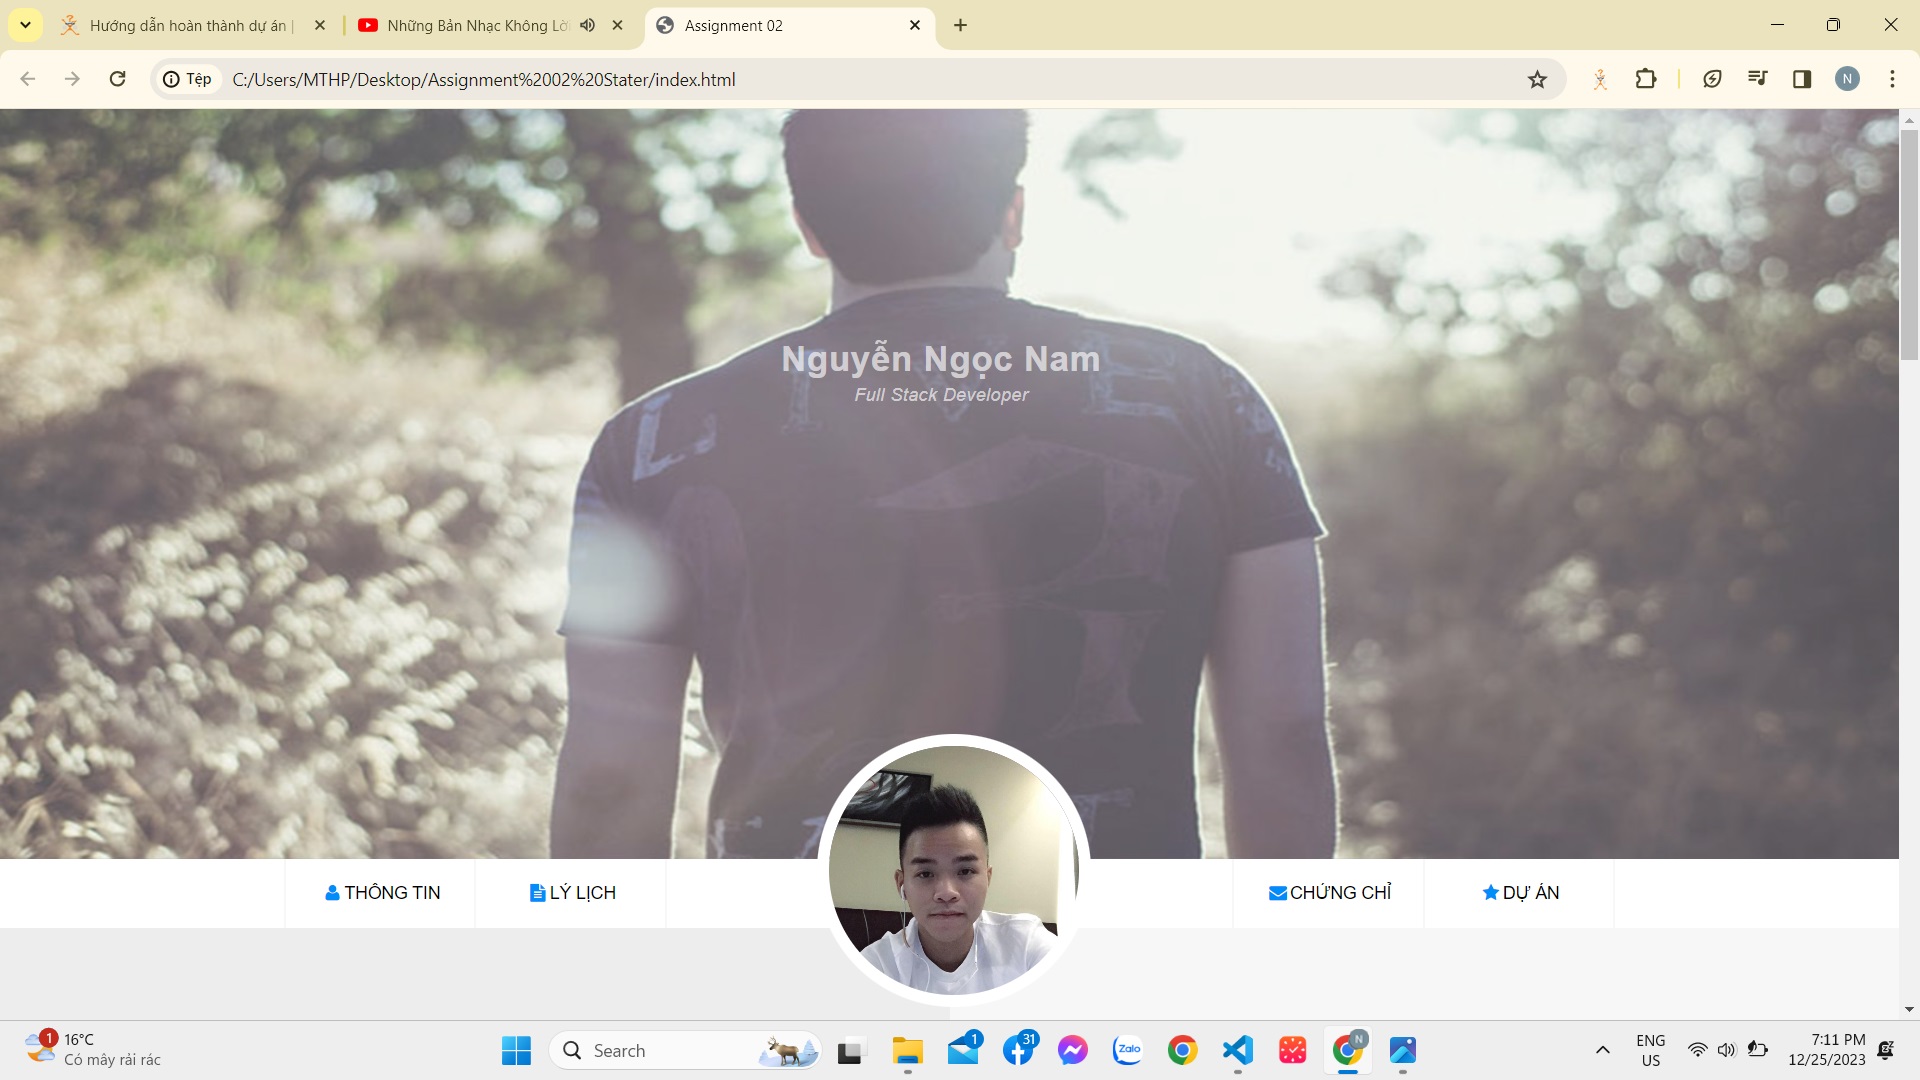 Hướng dẫn hoàn thành dự án |
Những Bản Nhạc Không Lời
Assignment 02
Tệp
C:/Users/MTHP/Desktop/Assignment%2002%20Stater/index.html
N
Nguyễn Ngọc Nam
Full Stack Developer
THÔNG TIN
LÝ LỊCH
CHỨNG CHỈ
DỰ ÁN
1
16°C
Có mây rải rác
Search
1
31
Zalo
N
ENG
US
7:11 PM
12/25/2023